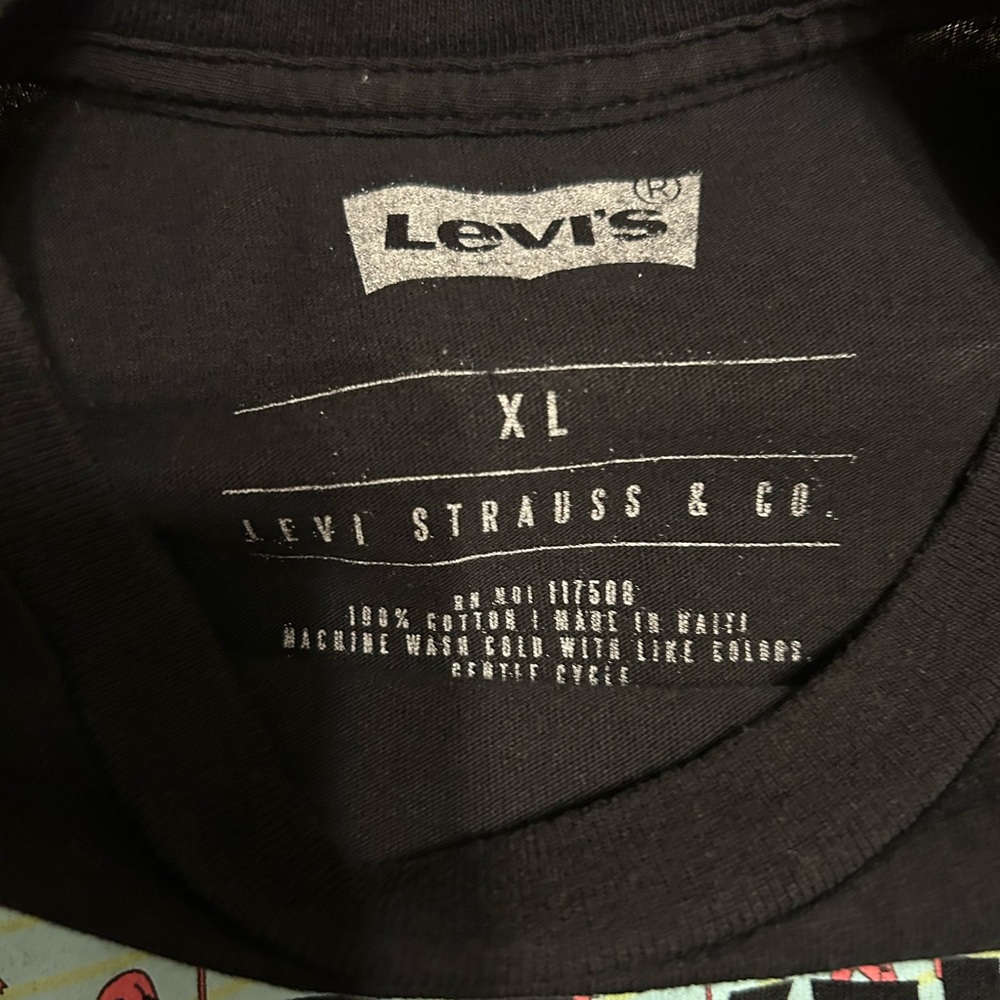 Levi's®
XL
LEVI STRAUSS & CO.
RN NO: 117508
100% COTTON | MADE IN HAITI
MACHINE WASH COLD. WITH LIKE COLORS.
GENTLE CYCLE